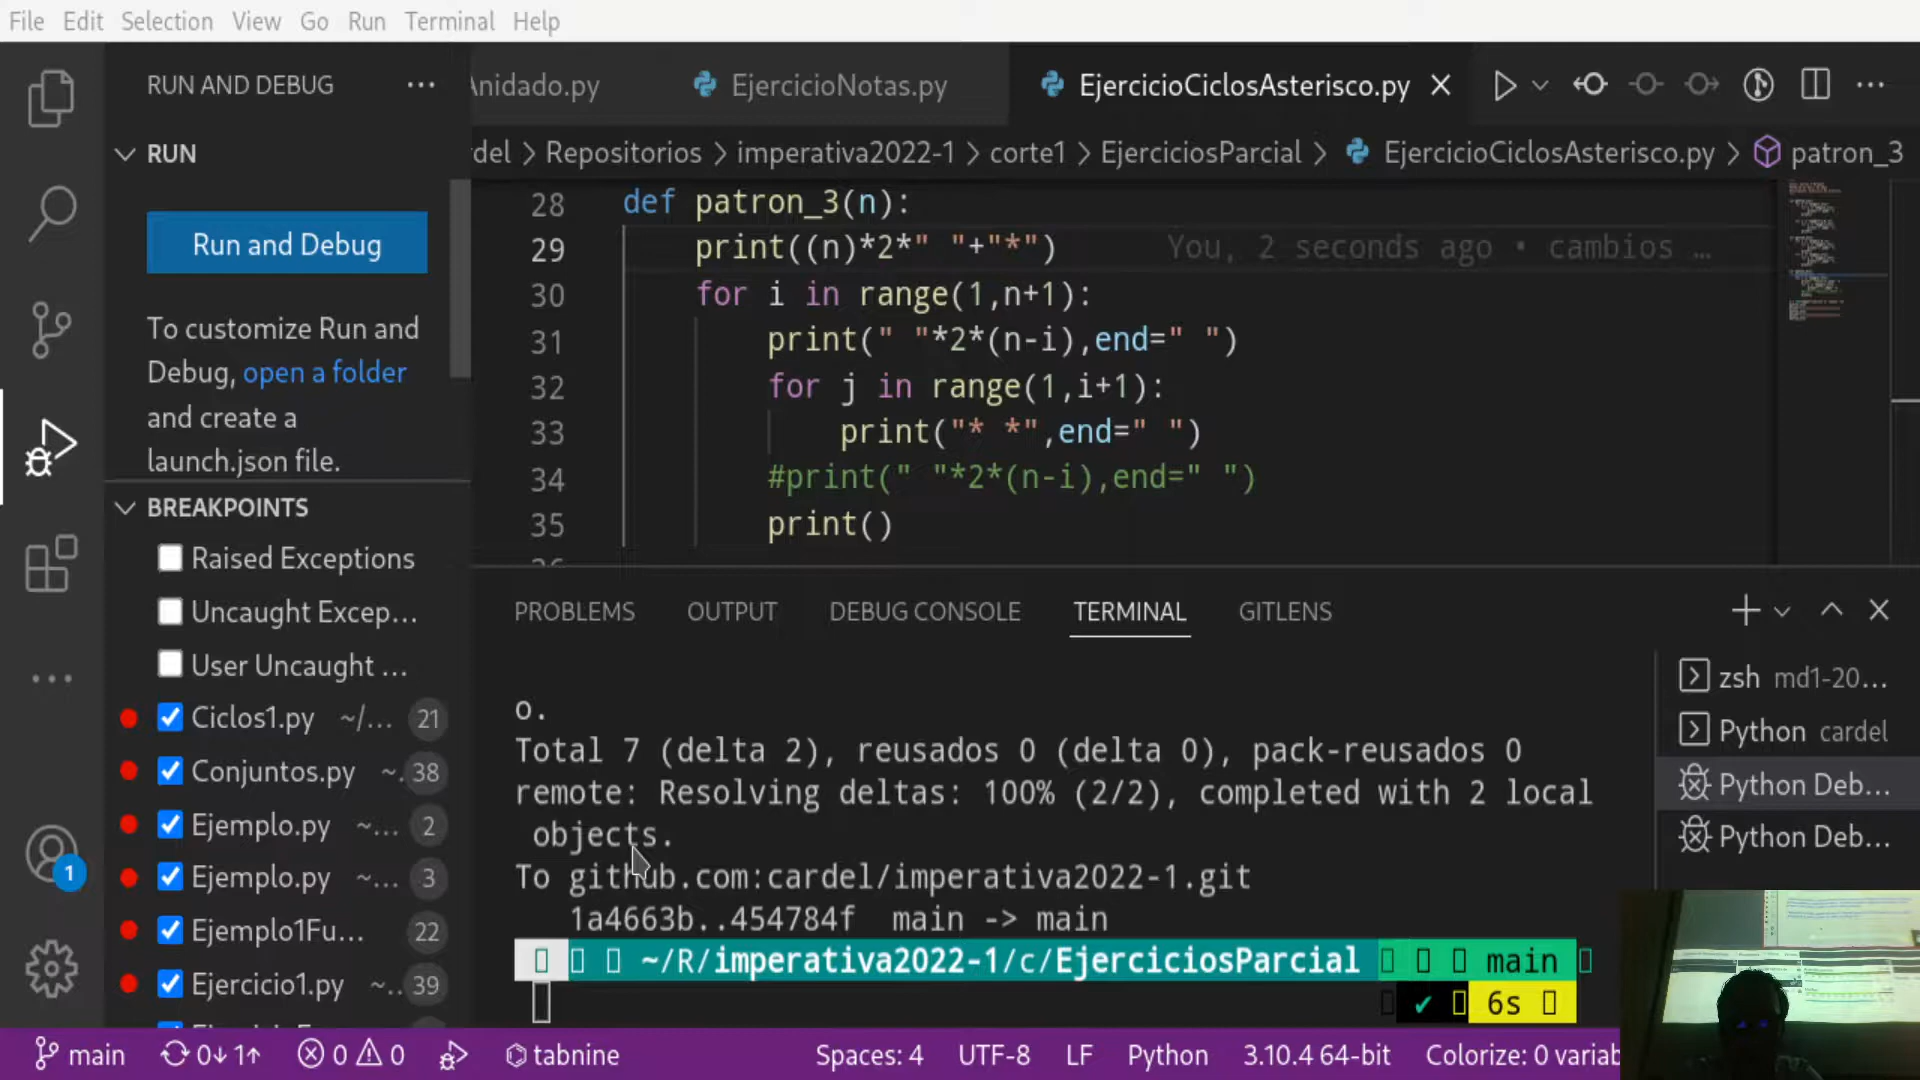 File Edit Selection View Go Run Terminal Help
RUN AND DEBUG ···
Anidado.py EjercicioNotas.py EjercicioCiclosAsterisco.py
RUN
rdel > Repositorios > imperativa2022-1 > corte1 > EjerciciosParcial > EjercicioCiclosAsterisco.py > patron_3
Run and Debug
To customize Run and
Debug, open a folder
and create a
launch.json file.
28 def patron_3(n):
29 print((n)*2*" "+"*") You, 2 seconds ago • cambios …
30 for i in range(1,n+1):
31 print(" "*2*(n-i),end=" ")
32 for j in range(1,i+1):
33 print("* *",end=" ")
34 #print(" "*2*(n-i),end=" ")
35 print()
BREAKPOINTS
Raised Exceptions
Uncaught Excep...
User Uncaught ...
Ciclos1.py ~/... 21
Conjuntos.py ~. 38
Ejemplo.py ~... 2
Ejemplo.py ~... 3
Ejemplo1Fu... 22
Ejercicio1.py ~.. 39
PROBLEMS OUTPUT DEBUG CONSOLE TERMINAL GITLENS
o.
Total 7 (delta 2), reusados 0 (delta 0), pack-reusados 0
remote: Resolving deltas: 100% (2/2), completed with 2 local
objects.
To github.com:cardel/imperativa2022-1.git
1a4663b..454784f main -> main
~/R/imperativa2022-1/c/EjerciciosParcial main
✔ 6s
zsh md1-20...
Python cardel
Python Deb...
Python Deb...
1
main 0↓ 1↑ 0 0 tabnine Spaces: 4 UTF-8 LF Python 3.10.4 64-bit Colorize: 0 variab